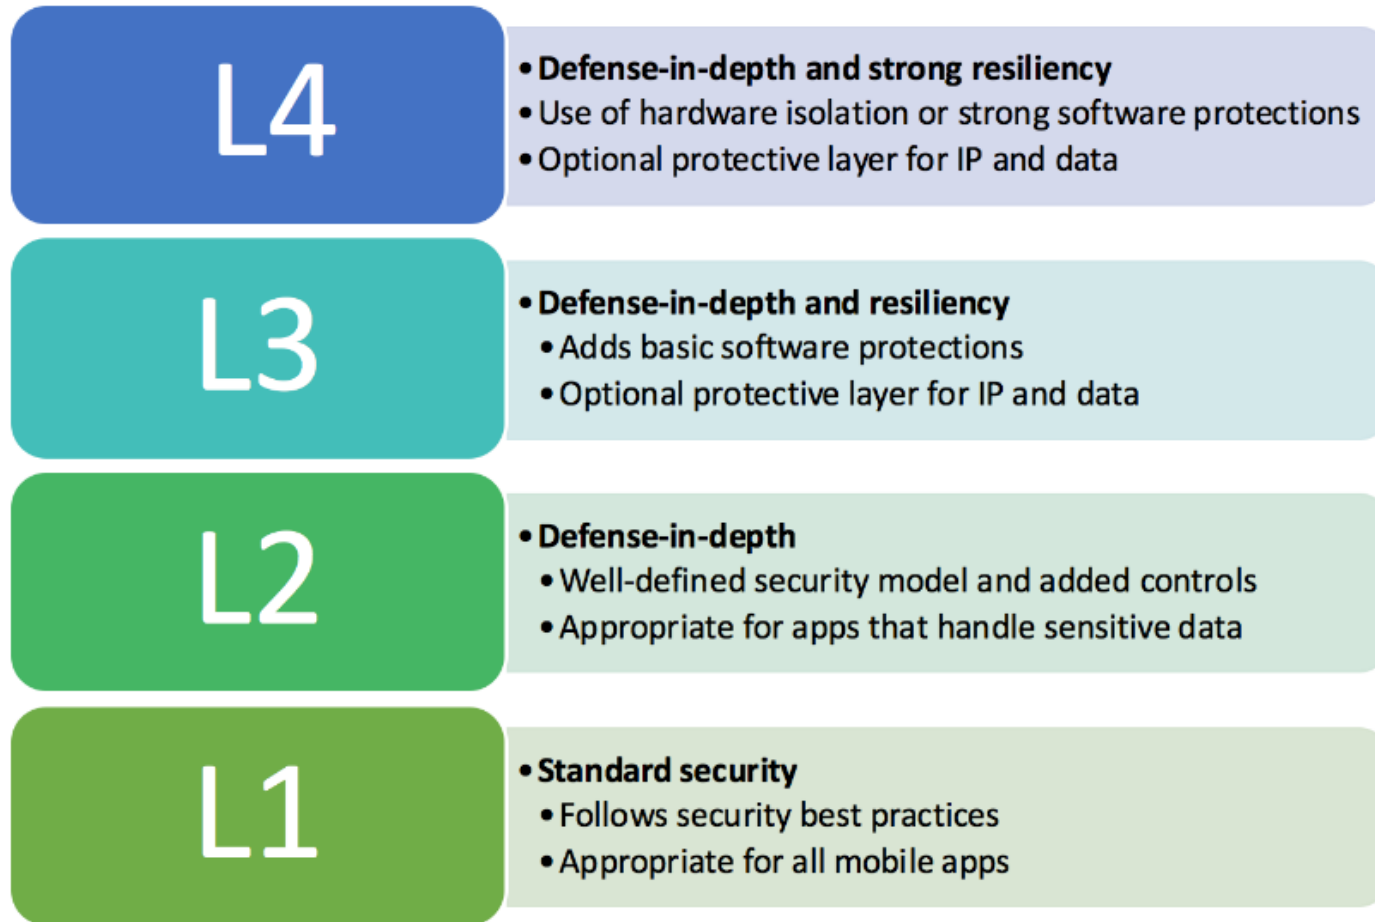 L4
• Defense-in-depth and strong resiliency
• Use of hardware isolation or strong software protections
• Optional protective layer for IP and data
L3
• Defense-in-depth and resiliency
• Adds basic software protections
• Optional protective layer for IP and data
L2
• Defense-in-depth
• Well-defined security model and added controls
• Appropriate for apps that handle sensitive data
L1
• Standard security
• Follows security best practices
• Appropriate for all mobile apps